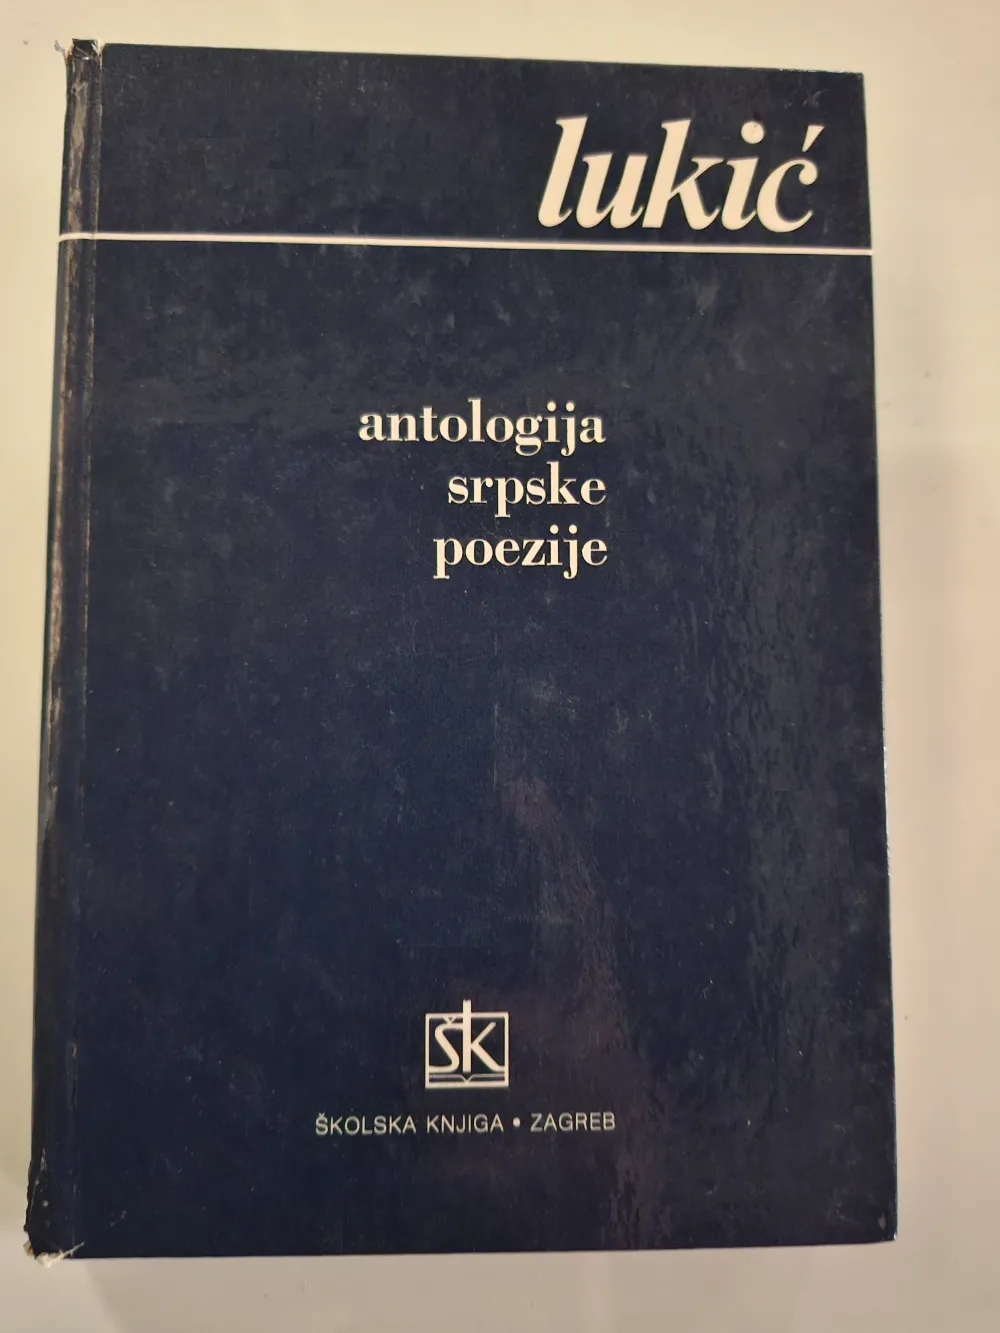 lukić
antologija
srpske
poezije
šk
ŠKOLSKA KNJIGA • ZAGREB